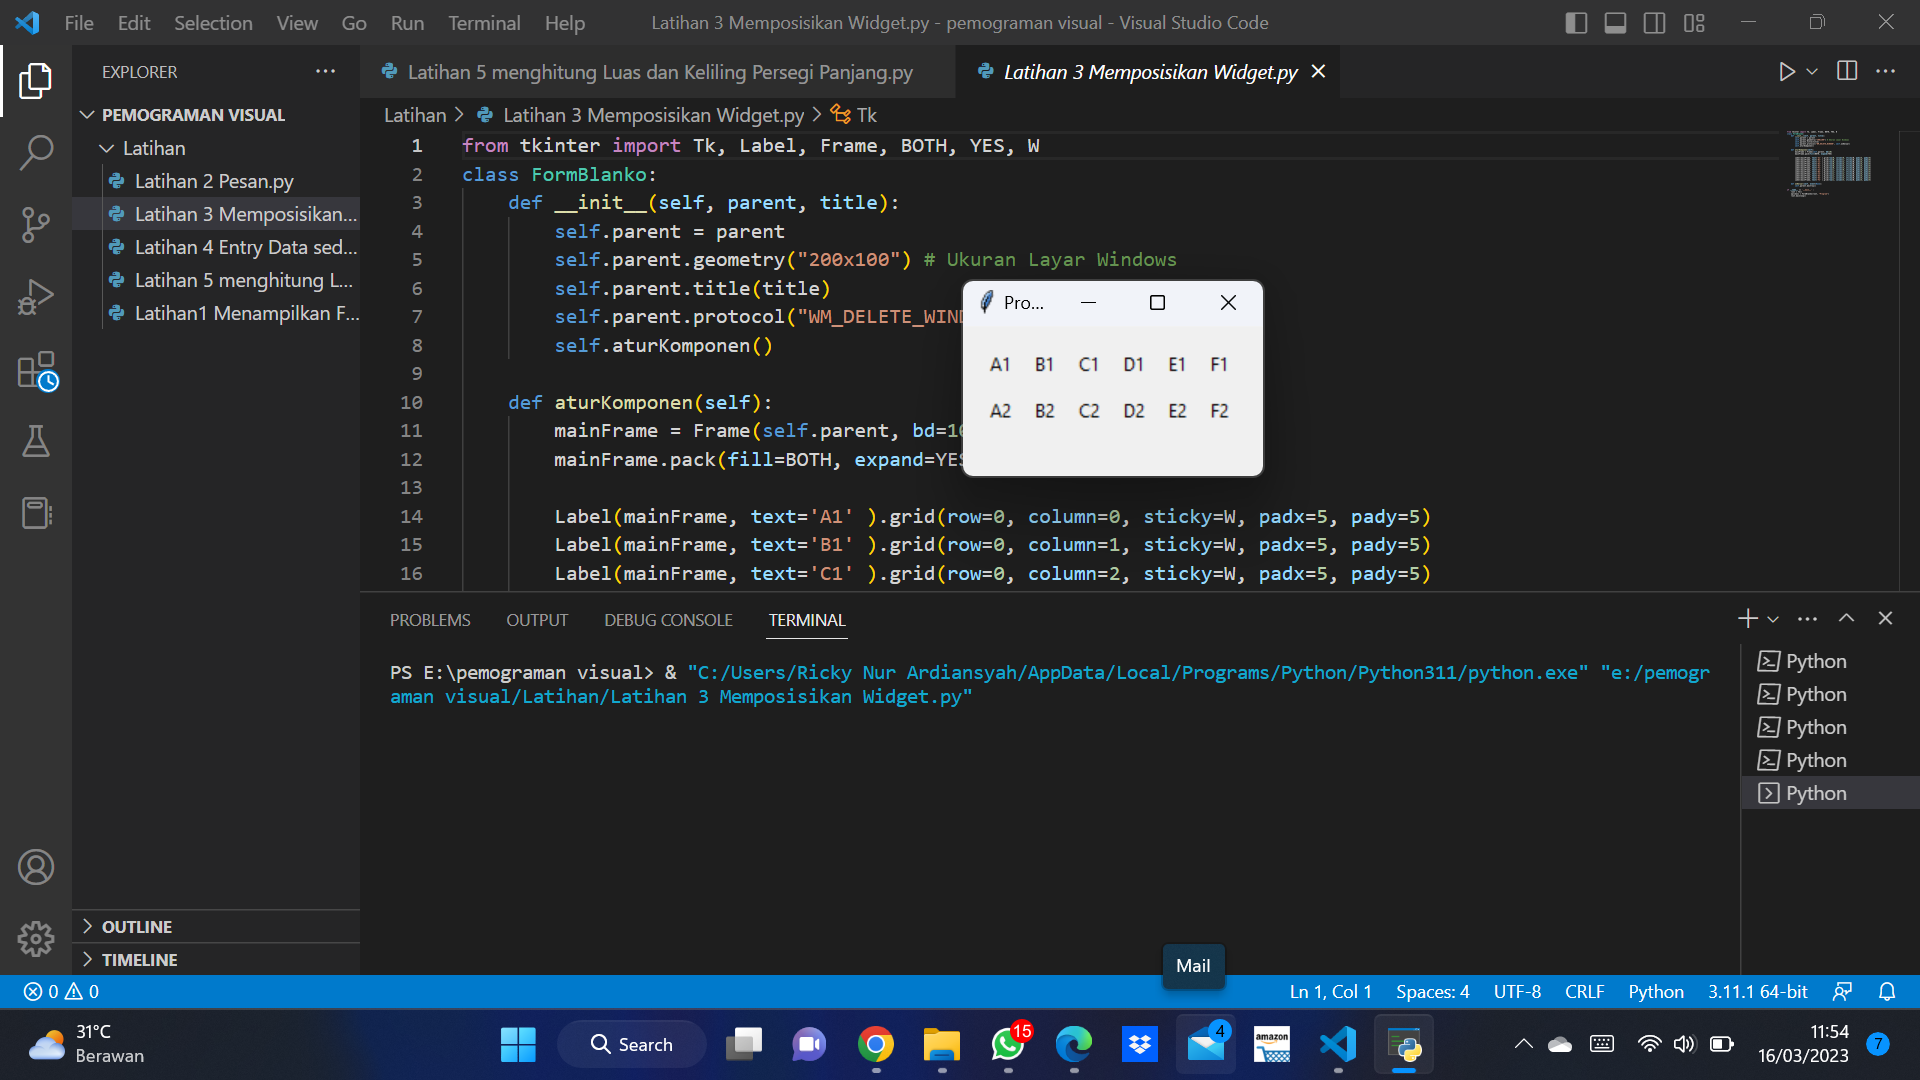 File Edit Selection View Go Run Terminal Help
Latihan 3 Memposisikan Widget.py - pemograman visual - Visual Studio Code
EXPLORER
PEMOGRAMAN VISUAL
Latihan
Latihan 2 Pesan.py
Latihan 3 Memposisikan...
Latihan 4 Entry Data sed...
Latihan 5 menghitung L...
Latihan1 Menampilkan F...
OUTLINE
TIMELINE
Latihan 5 menghitung Luas dan Keliling Persegi Panjang.py
Latihan 3 Memposisikan Widget.py
Latihan > Latihan 3 Memposisikan Widget.py > Tk
1 from tkinter import Tk, Label, Frame, BOTH, YES, W
2 class FormBlanko:
3 def __init__(self, parent, title):
4 self.parent = parent
5 self.parent.geometry("200x100") # Ukuran Layar Windows
6 self.parent.title(title)
7 self.parent.protocol("WM_DELETE_WIND
8 self.aturKomponen()
9
10 def aturKomponen(self):
11 mainFrame = Frame(self.parent, bd=10
12 mainFrame.pack(fill=BOTH, expand=YES
13
14 Label(mainFrame, text='A1' ).grid(row=0, column=0, sticky=W, padx=5, pady=5)
15 Label(mainFrame, text='B1' ).grid(row=0, column=1, sticky=W, padx=5, pady=5)
16 Label(mainFrame, text='C1' ).grid(row=0, column=2, sticky=W, padx=5, pady=5)
Pro...
A1 B1 C1 D1 E1 F1
A2 B2 C2 D2 E2 F2
PROBLEMS OUTPUT DEBUG CONSOLE TERMINAL
PS E:\pemograman visual> & "C:/Users/Ricky Nur Ardiansyah/AppData/Local/Programs/Python/Python311/python.exe" "e:/pemogr
aman visual/Latihan/Latihan 3 Memposisikan Widget.py"
Python
Python
Python
Python
Python
Mail
0 0
Ln 1, Col 1 Spaces: 4 UTF-8 CRLF Python 3.11.1 64-bit
31°C
Berawan
Search
15
4
amazon
11:54
16/03/2023
7